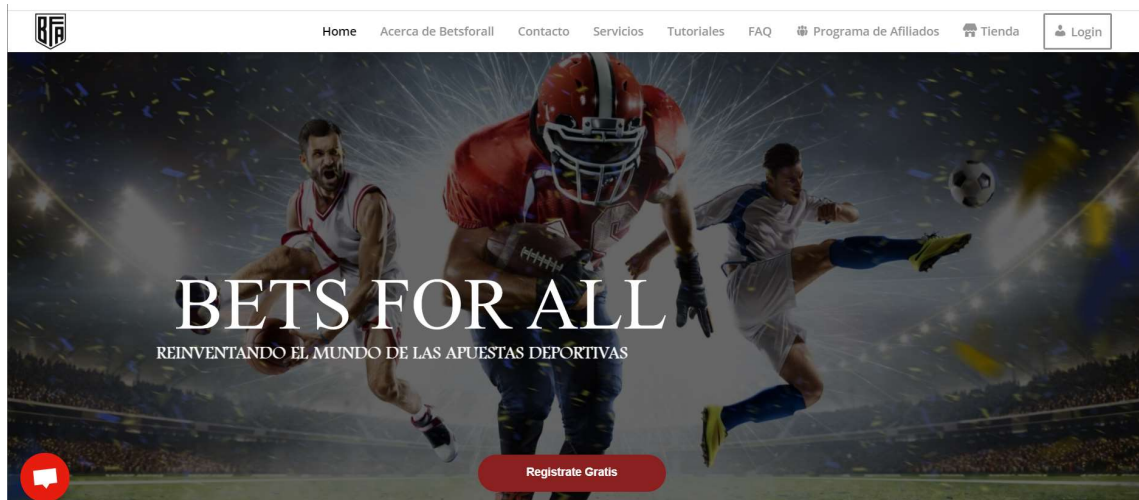 BFA
Home Acerca de Betsforall Contacto Servicios Tutoriales FAQ Programa de Afiliados Tienda Login
BETS FOR ALL
REINVENTANDO EL MUNDO DE LAS APUESTAS DEPORTIVAS
Registrate Gratis